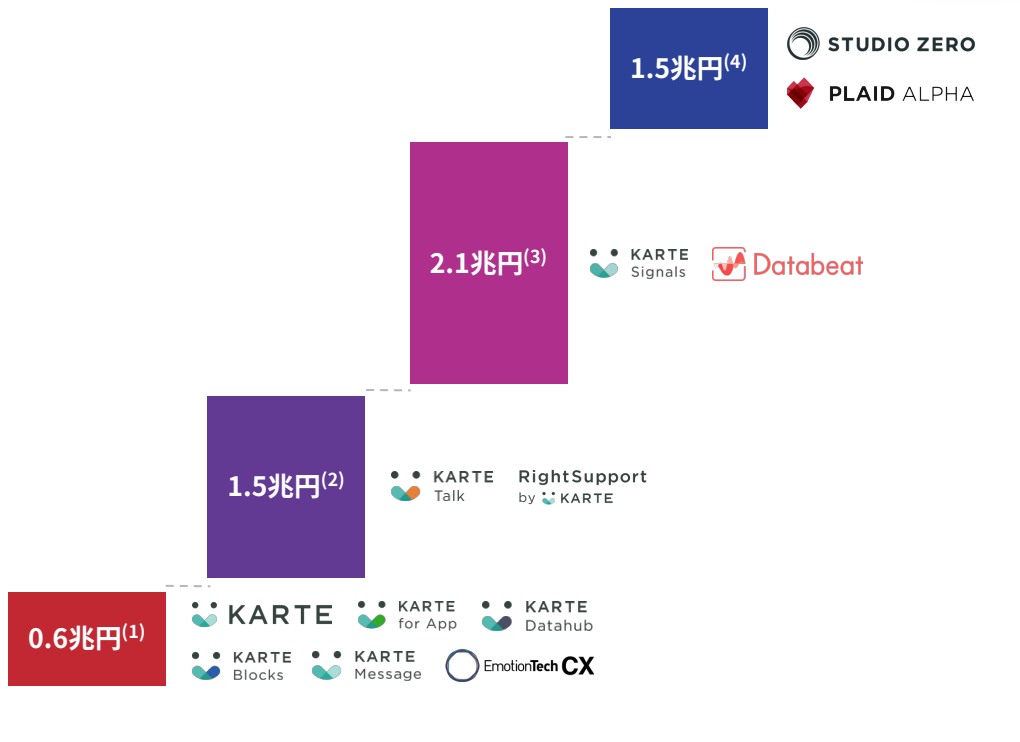 1.5兆円(4)
STUDIO ZERO
PLAID ALPHA
2.1兆円(3)
KARTE
Signals
Databeat
1.5兆円(2)
KARTE
Talk
RightSupport
by KARTE
0.6兆円(1)
KARTE
KARTE
for App
KARTE
Datahub
KARTE
Blocks
KARTE
Message
EmotionTech CX